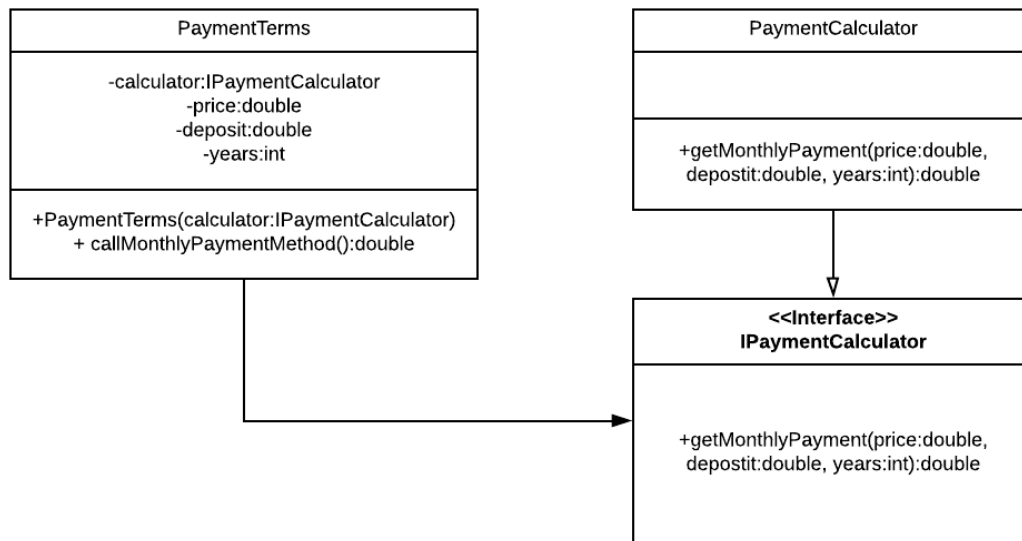 PaymentTerms
-calculator:IPaymentCalculator
-price:double
-deposit:double
-years:int
+PaymentTerms(calculator:IPaymentCalculator)
+ callMonthlyPaymentMethod():double
PaymentCalculator
+getMonthlyPayment(price:double,
depostit:double, years:int):double
<<Interface>>
IPaymentCalculator
+getMonthlyPayment(price:double,
depostit:double, years:int):double